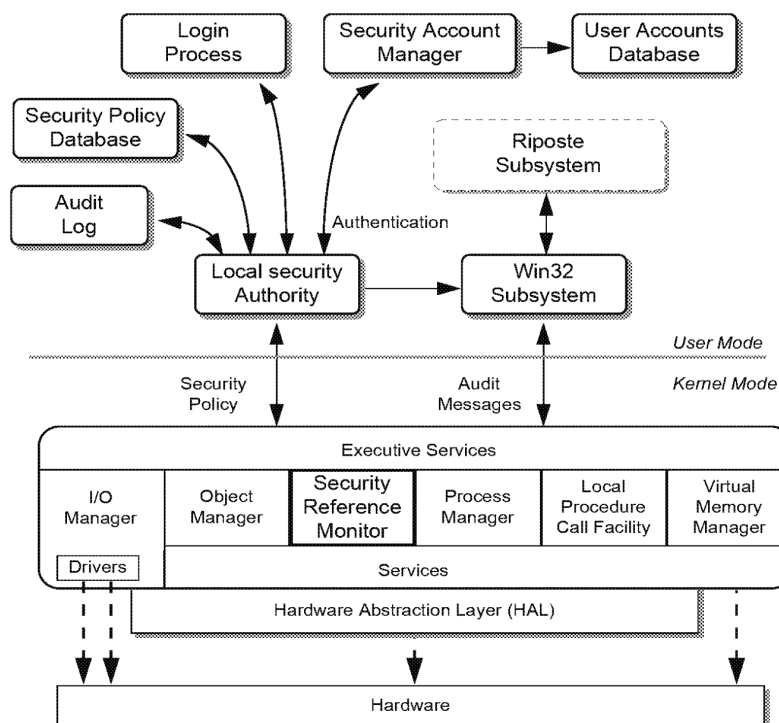 Login
Process
Security Account
Manager
User Accounts
Database
Security Policy
Database
Riposte
Subsystem
Audit
Log
Authentication
Local security
Authority
Win32
Subsystem
User Mode
Security
Policy
Audit
Messages
Kernel Mode
Executive Services
I/O
Manager
Object
Manager
Security
Reference
Monitor
Process
Manager
Local
Procedure
Call Facility
Virtual
Memory
Manager
Drivers
Services
Hardware Abstraction Layer (HAL)
Hardware